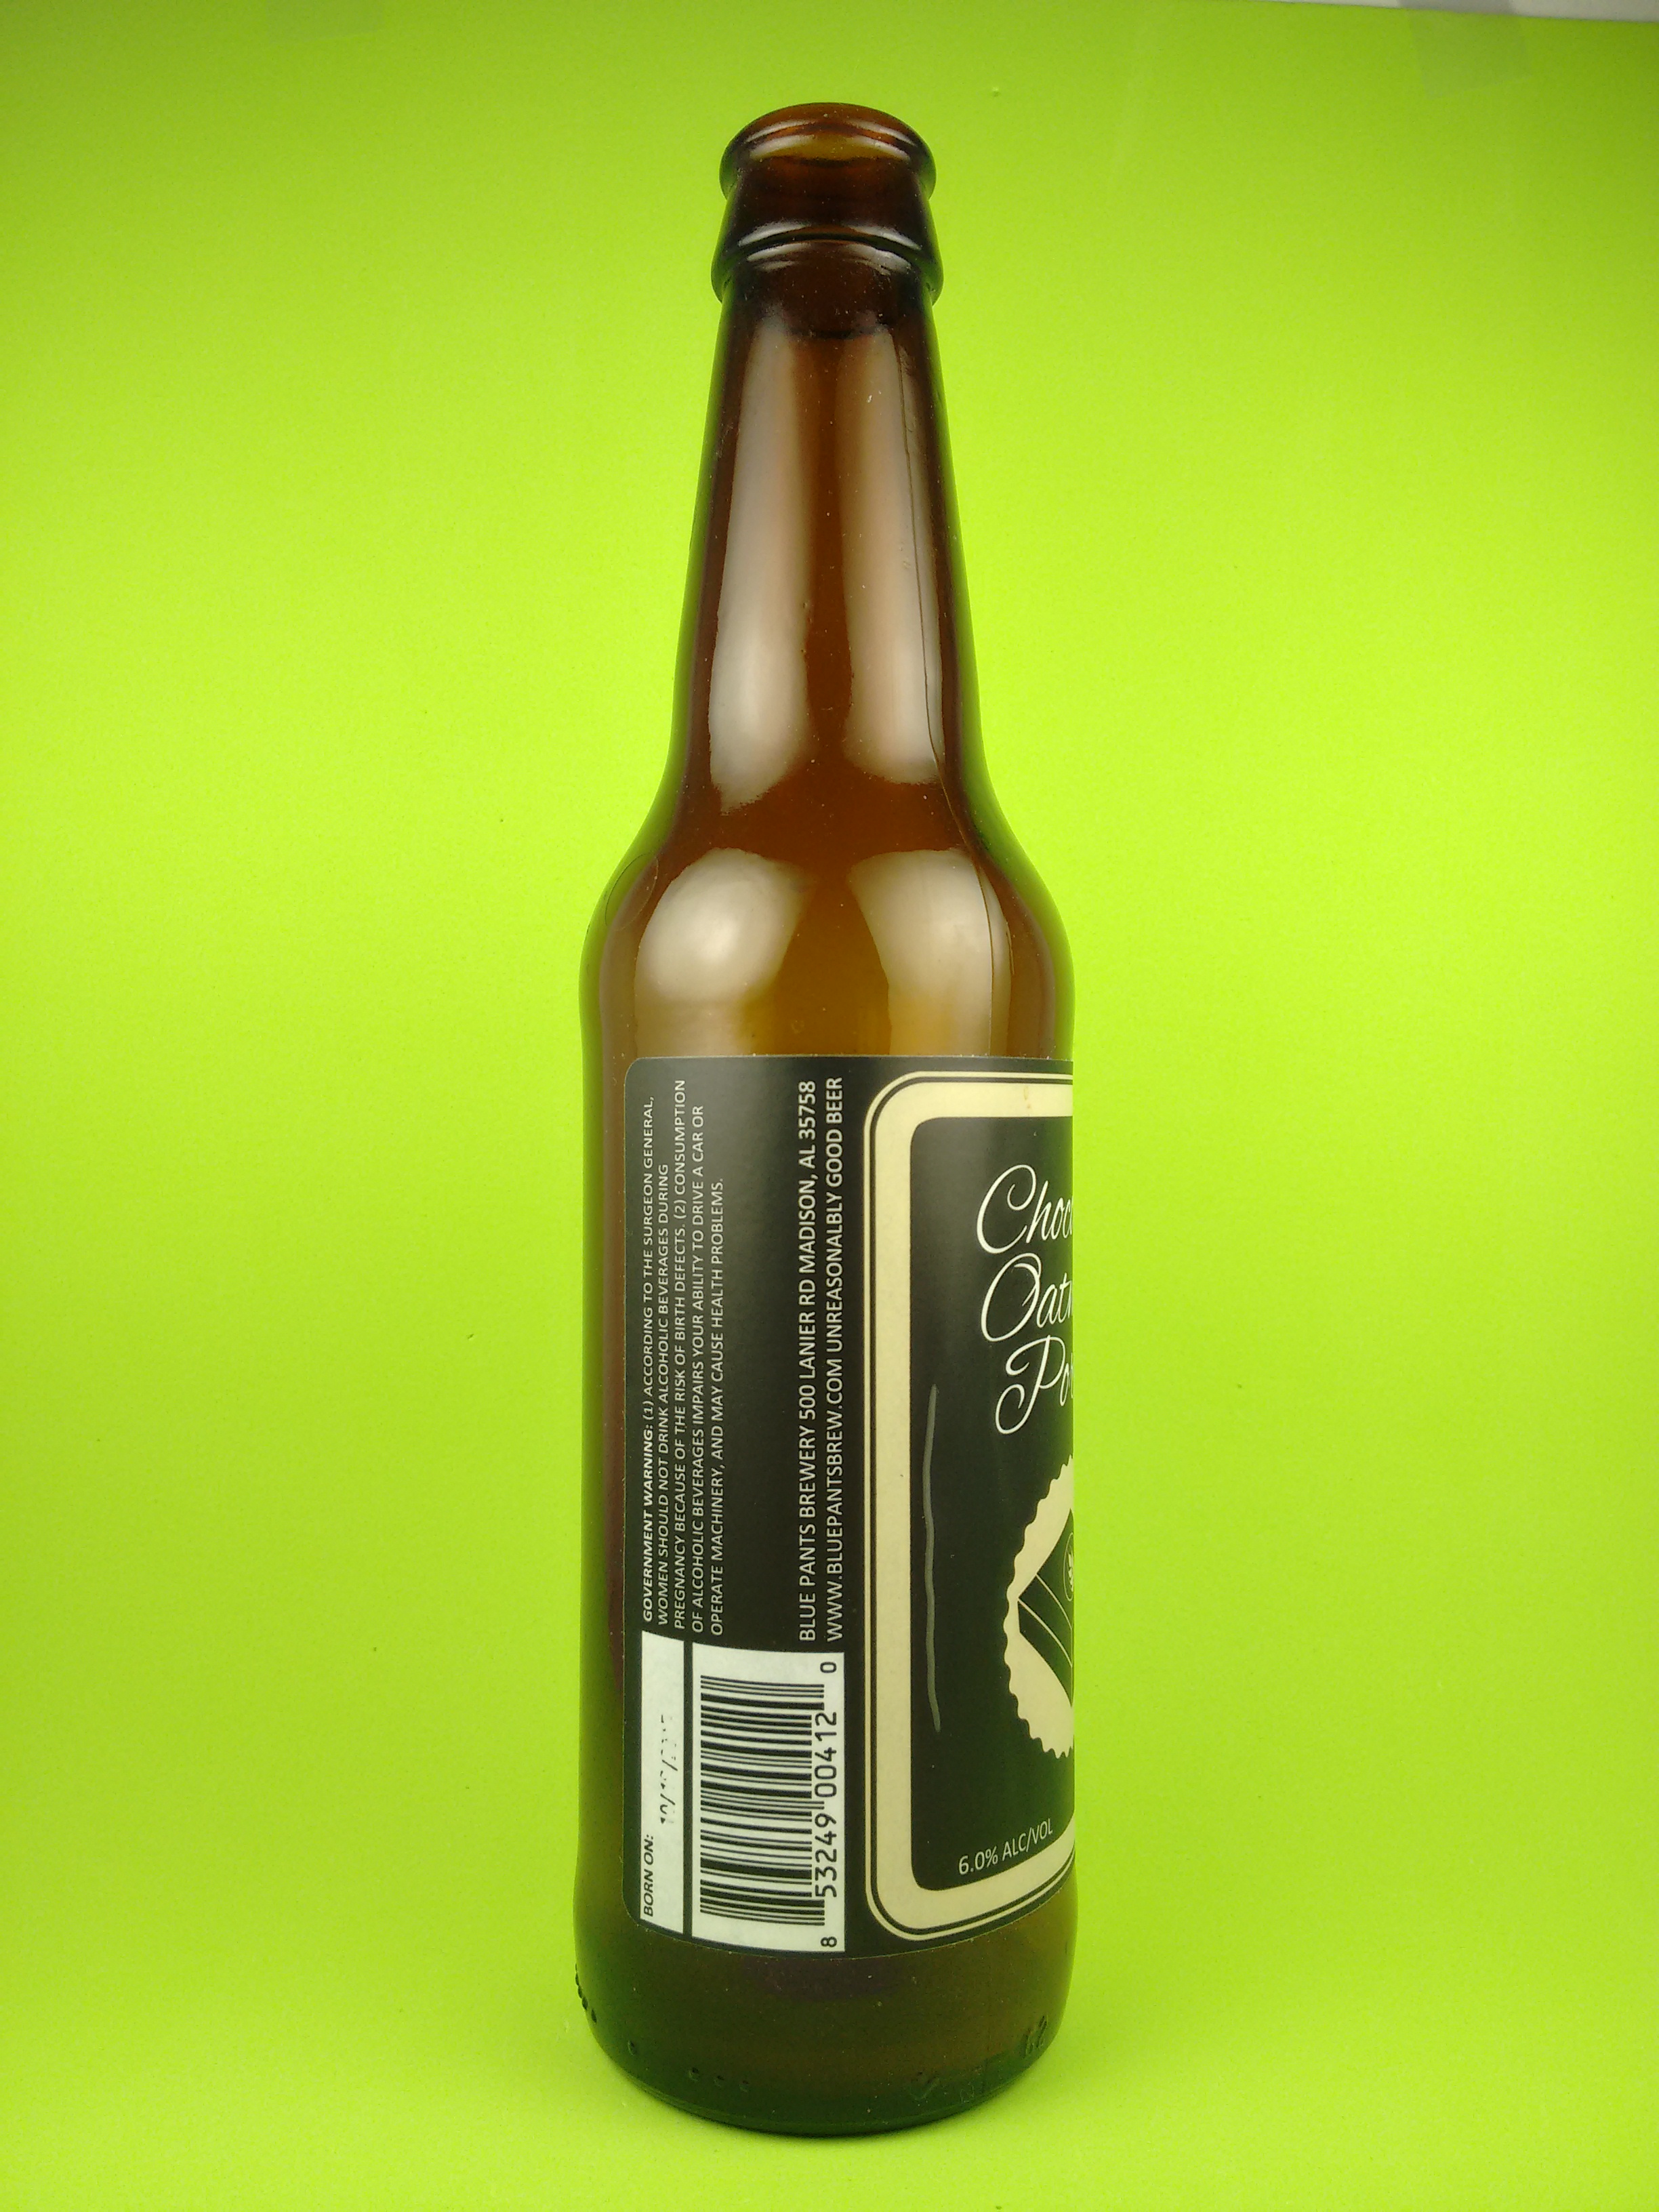 GOVERNMENT WARNING: (1) ACCORDING TO THE SURGEON GENERAL,
WOMEN SHOULD NOT DRINK ALCOHOLIC BEVERAGES DURING
PREGNANCY BECAUSE OF THE RISK OF BIRTH DEFECTS. (2) CONSUMPTION
OF ALCOHOLIC BEVERAGES IMPAIRS YOUR ABILITY TO DRIVE A CAR OR
OPERATE MACHINERY, AND MAY CAUSE HEALTH PROBLEMS.
BLUE PANTS BREWERY 500 LANIER RD MADISON, AL 35758
WWW.BLUEPANTSBREW.COM UNREASONALBLY GOOD BEER
BORN ON:
8 53249 00412 0
Choc
Oat
Po
6.0% ALC/VOL